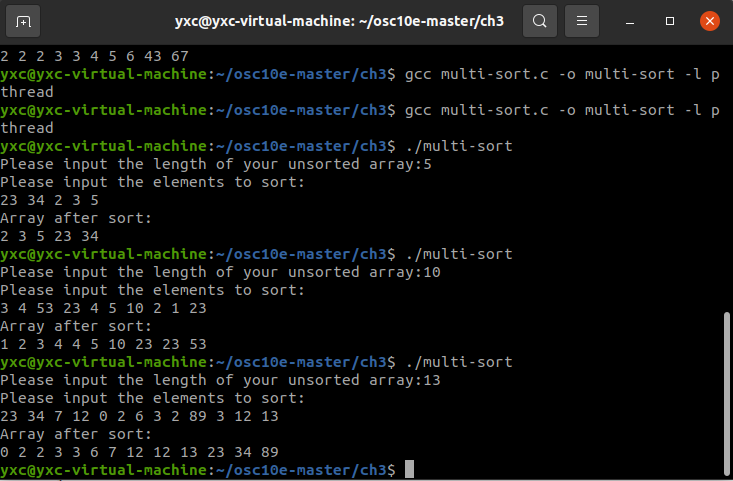 yxc@yxc-virtual-machine: ~/osc10e-master/ch3
2 2 2 3 3 4 5 6 43 67
yxc@yxc-virtual-machine:~/osc10e-master/ch3$ gcc multi-sort.c -o multi-sort -l p
thread
yxc@yxc-virtual-machine:~/osc10e-master/ch3$ gcc multi-sort.c -o multi-sort -l p
thread
yxc@yxc-virtual-machine:~/osc10e-master/ch3$ ./multi-sort
Please input the length of your unsorted array:5
Please input the elements to sort:
23 34 2 3 5
Array after sort:
2 3 5 23 34
yxc@yxc-virtual-machine:~/osc10e-master/ch3$ ./multi-sort
Please input the length of your unsorted array:10
Please input the elements to sort:
3 4 53 23 4 5 10 2 1 23
Array after sort:
1 2 3 4 4 5 10 23 23 53
yxc@yxc-virtual-machine:~/osc10e-master/ch3$ ./multi-sort
Please input the length of your unsorted array:13
Please input the elements to sort:
23 34 7 12 0 2 6 3 2 89 3 12 13
Array after sort:
0 2 2 3 3 6 7 12 12 13 23 34 89
yxc@yxc-virtual-machine:~/osc10e-master/ch3$